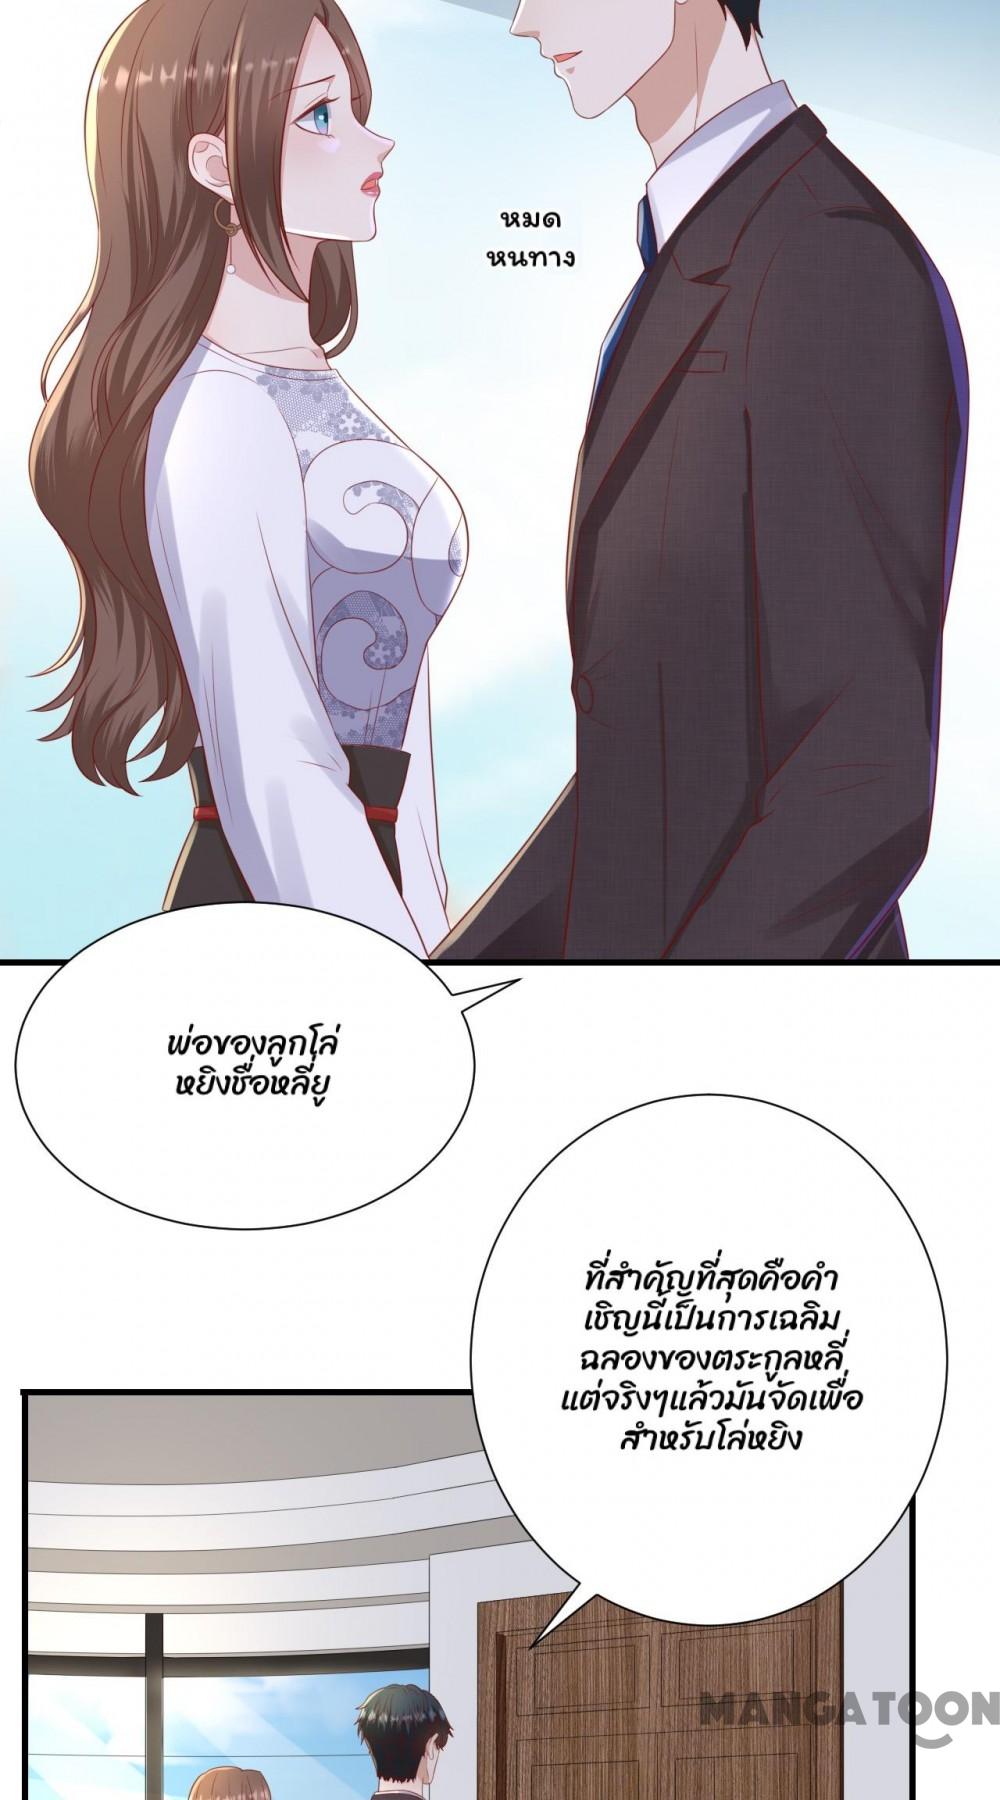 หมด
หนทาง
พ่อของลูกโล่
หยิงชื่อหลี่ยู
ที่สำคัญที่สุดคือคำ
เชิญนี้เป็นการเฉลิม
ฉลองของตระกูลหลี่
แต่จริงๆแล้วมันจัดเพื่อ
สำหรับโล่หยิง
MANGATOON